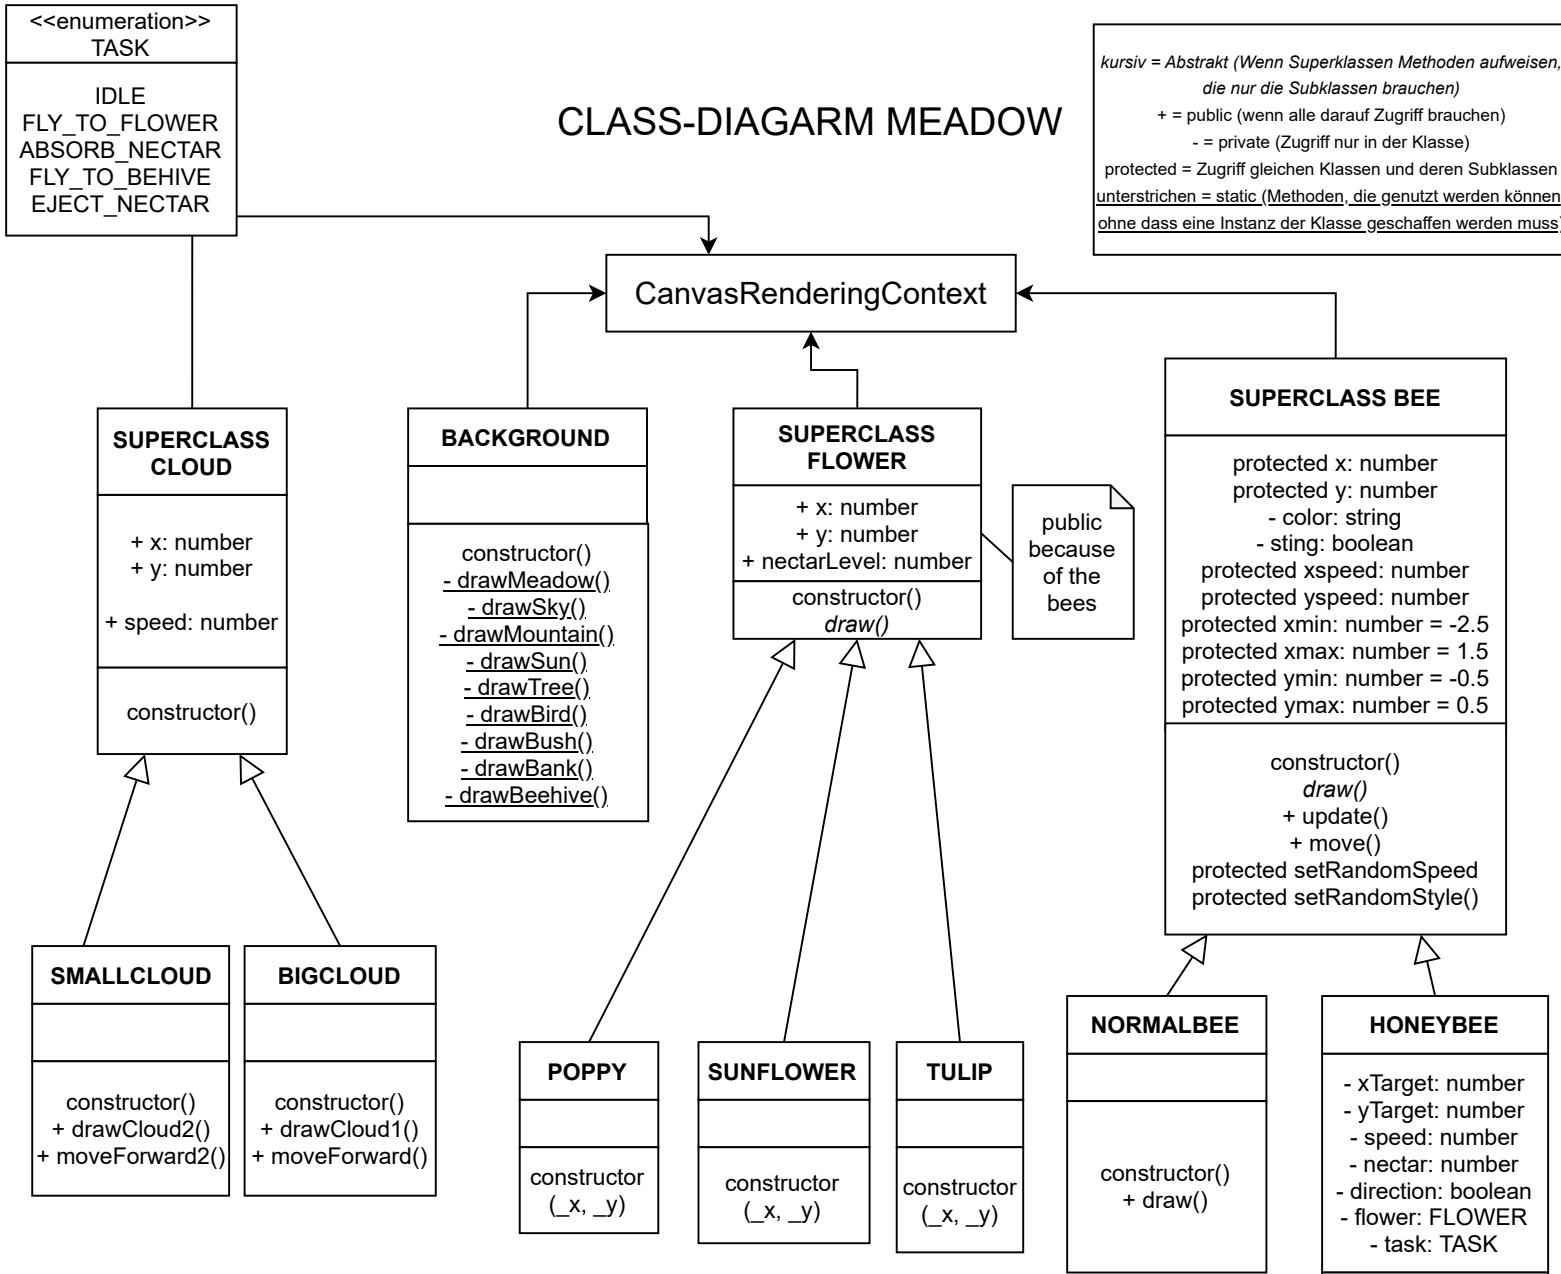 <<enumeration>>
TASK
IDLE
FLY_TO_FLOWER
ABSORB_NECTAR
FLY_TO_BEHIVE
EJECT_NECTAR
CLASS-DIAGARM MEADOW
kursiv = Abstrakt (Wenn Superklassen Methoden aufweisen,
die nur die Subklassen brauchen)
+ = public (wenn alle darauf Zugriff brauchen)
- = private (Zugriff nur in der Klasse)
protected = Zugriff gleichen Klassen und deren Subklassen
unterstrichen = static (Methoden, die genutzt werden können
ohne dass eine Instanz der Klasse geschaffen werden muss)
CanvasRenderingContext
SUPERCLASS
CLOUD
+ x: number
+ y: number
+ speed: number
constructor()
BACKGROUND
constructor()
- drawMeadow()
- drawSky()
- drawMountain()
- drawSun()
- drawTree()
- drawBird()
- drawBush()
- drawBank()
- drawBeehive()
SUPERCLASS
FLOWER
+ x: number
+ y: number
+ nectarLevel: number
constructor()
draw()
public
because
of the
bees
SUPERCLASS BEE
protected x: number
protected y: number
- color: string
- sting: boolean
protected xspeed: number
protected yspeed: number
protected xmin: number = -2.5
protected xmax: number = 1.5
protected ymin: number = -0.5
protected ymax: number = 0.5
constructor()
draw()
+ update()
+ move()
protected setRandomSpeed
protected setRandomStyle()
SMALLCLOUD
constructor()
+ drawCloud2()
+ moveForward2()
BIGCLOUD
constructor()
+ drawCloud1()
+ moveForward()
POPPY
constructor
(_x, _y)
SUNFLOWER
constructor
(_x, _y)
TULIP
constructor
(_x, _y)
NORMALBEE
constructor()
+ draw()
HONEYBEE
- xTarget: number
- yTarget: number
- speed: number
- nectar: number
- direction: boolean
- flower: FLOWER
- task: TASK